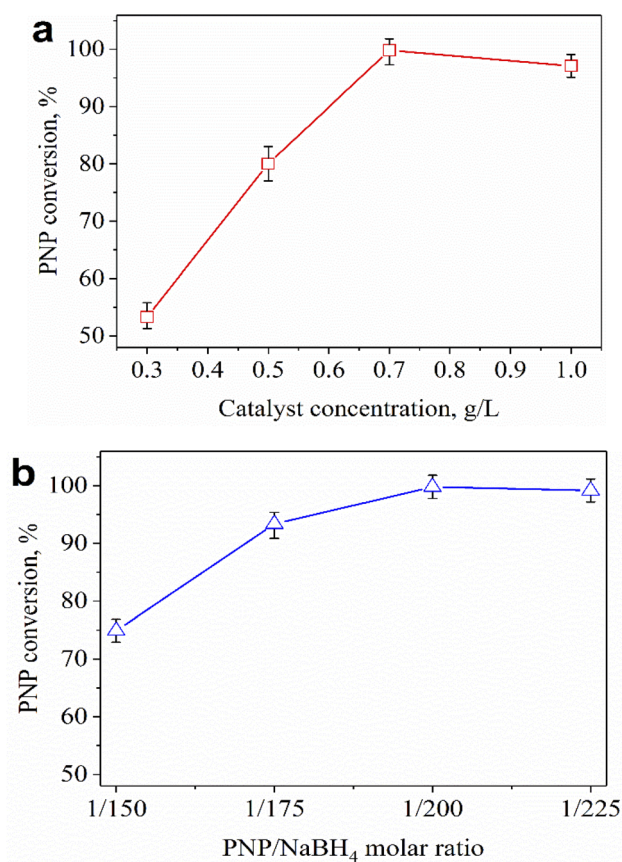 a
100
90
80
70
60
50
PNP conversion, %
0.3 0.4 0.5 0.6 0.7 0.8 0.9 1.0
Catalyst concentration, g/L
b
100
90
80
70
60
50
PNP conversion, %
1/150 1/175 1/200 1/225
PNP/NaBH₄ molar ratio